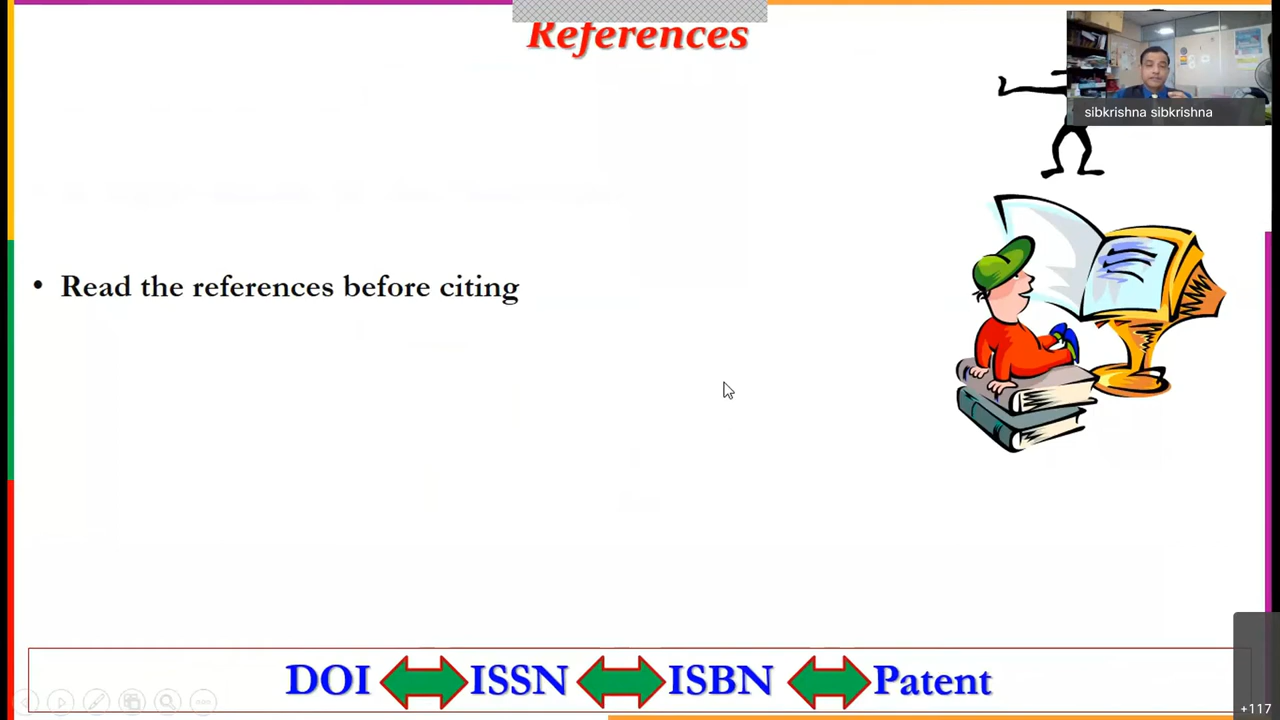 References
sibkrishna sibkrishna
• Read the references before citing
DOI ISSN ISBN Patent
+117